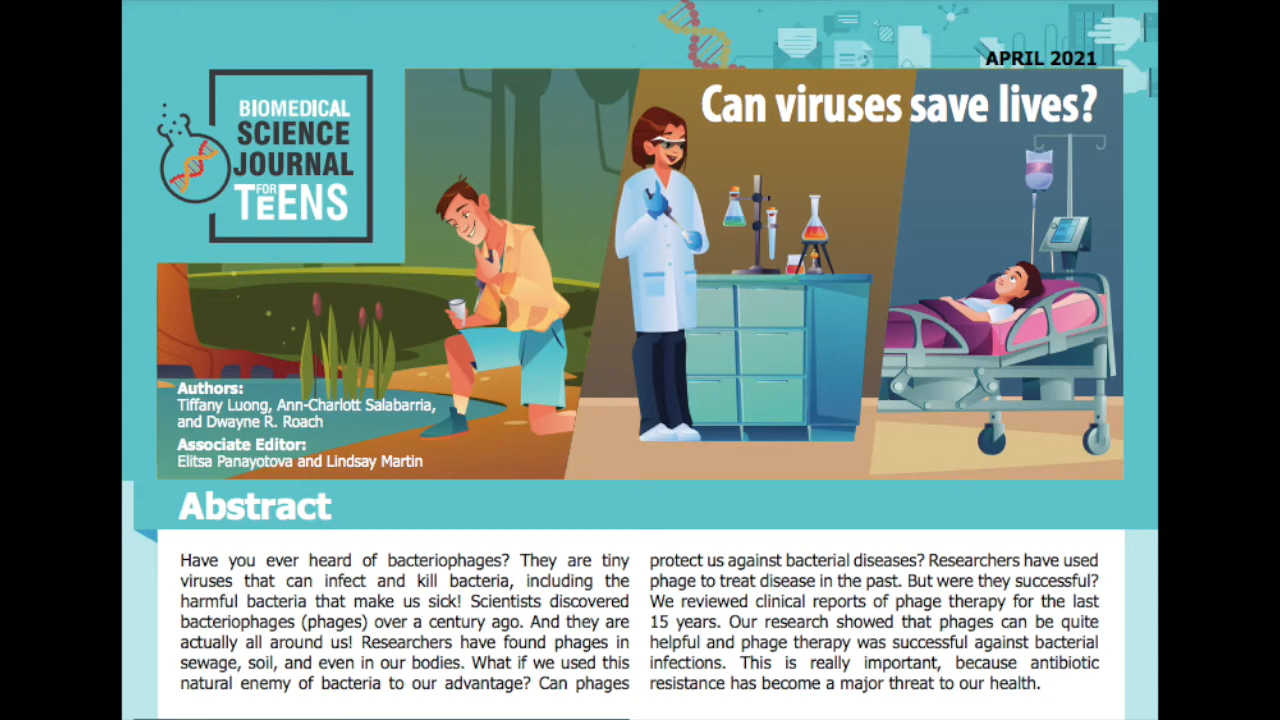 APRIL 2021
BIOMEDICAL
SCIENCE
JOURNAL
FOR
TEENS
Can viruses save lives?
Authors:
Tiffany Luong, Ann-Charlott Salabarria,
and Dwayne R. Roach
Associate Editor:
Elitsa Panayotova and Lindsay Martin
Abstract
Have you ever heard of bacteriophages? They are tiny
viruses that can infect and kill bacteria, including the
harmful bacteria that make us sick! Scientists discovered
bacteriophages (phages) over a century ago. And they are
actually all around us! Researchers have found phages in
sewage, soil, and even in our bodies. What if we used this
natural enemy of bacteria to our advantage? Can phages
protect us against bacterial diseases? Researchers have used
phage to treat disease in the past. But were they successful?
We reviewed clinical reports of phage therapy for the last
15 years. Our research showed that phages can be quite
helpful and phage therapy was successful against bacterial
infections. This is really important, because antibiotic
resistance has become a major threat to our health.